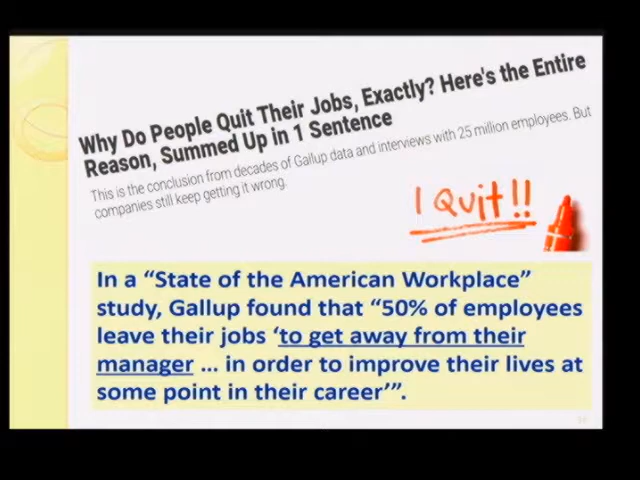 Why Do People Quit Their Jobs, Exactly? Here's the Entire
Reason, Summed Up in 1 Sentence
This is the conclusion from decades of Gallup data and interviews with 25 million employees. But
companies still keep getting it wrong.
I QUIT!!
In a “State of the American Workplace”
study, Gallup found that “50% of employees
leave their jobs ‘to get away from their
manager … in order to improve their lives at
some point in their career’”.